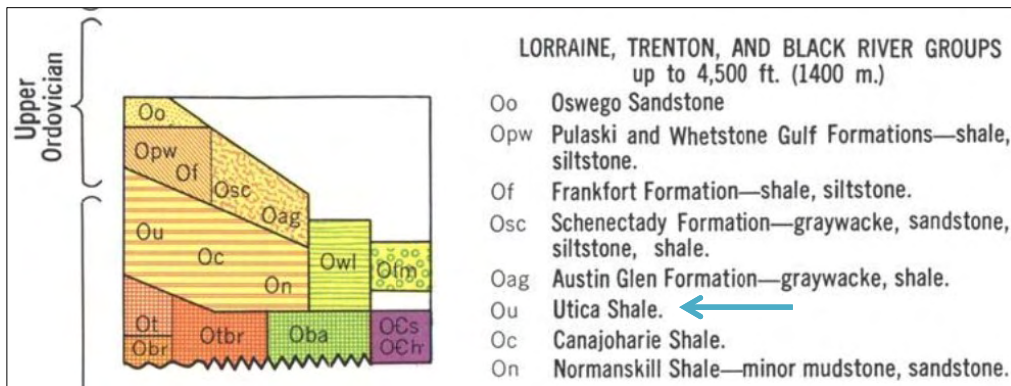 Upper
Ordovician
Oo
Opw
Of
Osc
Oag
Ou
Oc
On
Owl
Ofm
Ot
Obr
Otbr
Oba
OЄs
OЄh
LORRAINE, TRENTON, AND BLACK RIVER GROUPS
up to 4,500 ft. (1400 m.)
Oo Oswego Sandstone
Opw Pulaski and Whetstone Gulf Formations—shale,
siltstone.
Of Frankfort Formation—shale, siltstone.
Osc Schenectady Formation—graywacke, sandstone,
siltstone, shale.
Oag Austin Glen Formation—graywacke, shale.
Ou Utica Shale.
Oc Canajoharie Shale.
On Normanskill Shale—minor mudstone, sandstone.